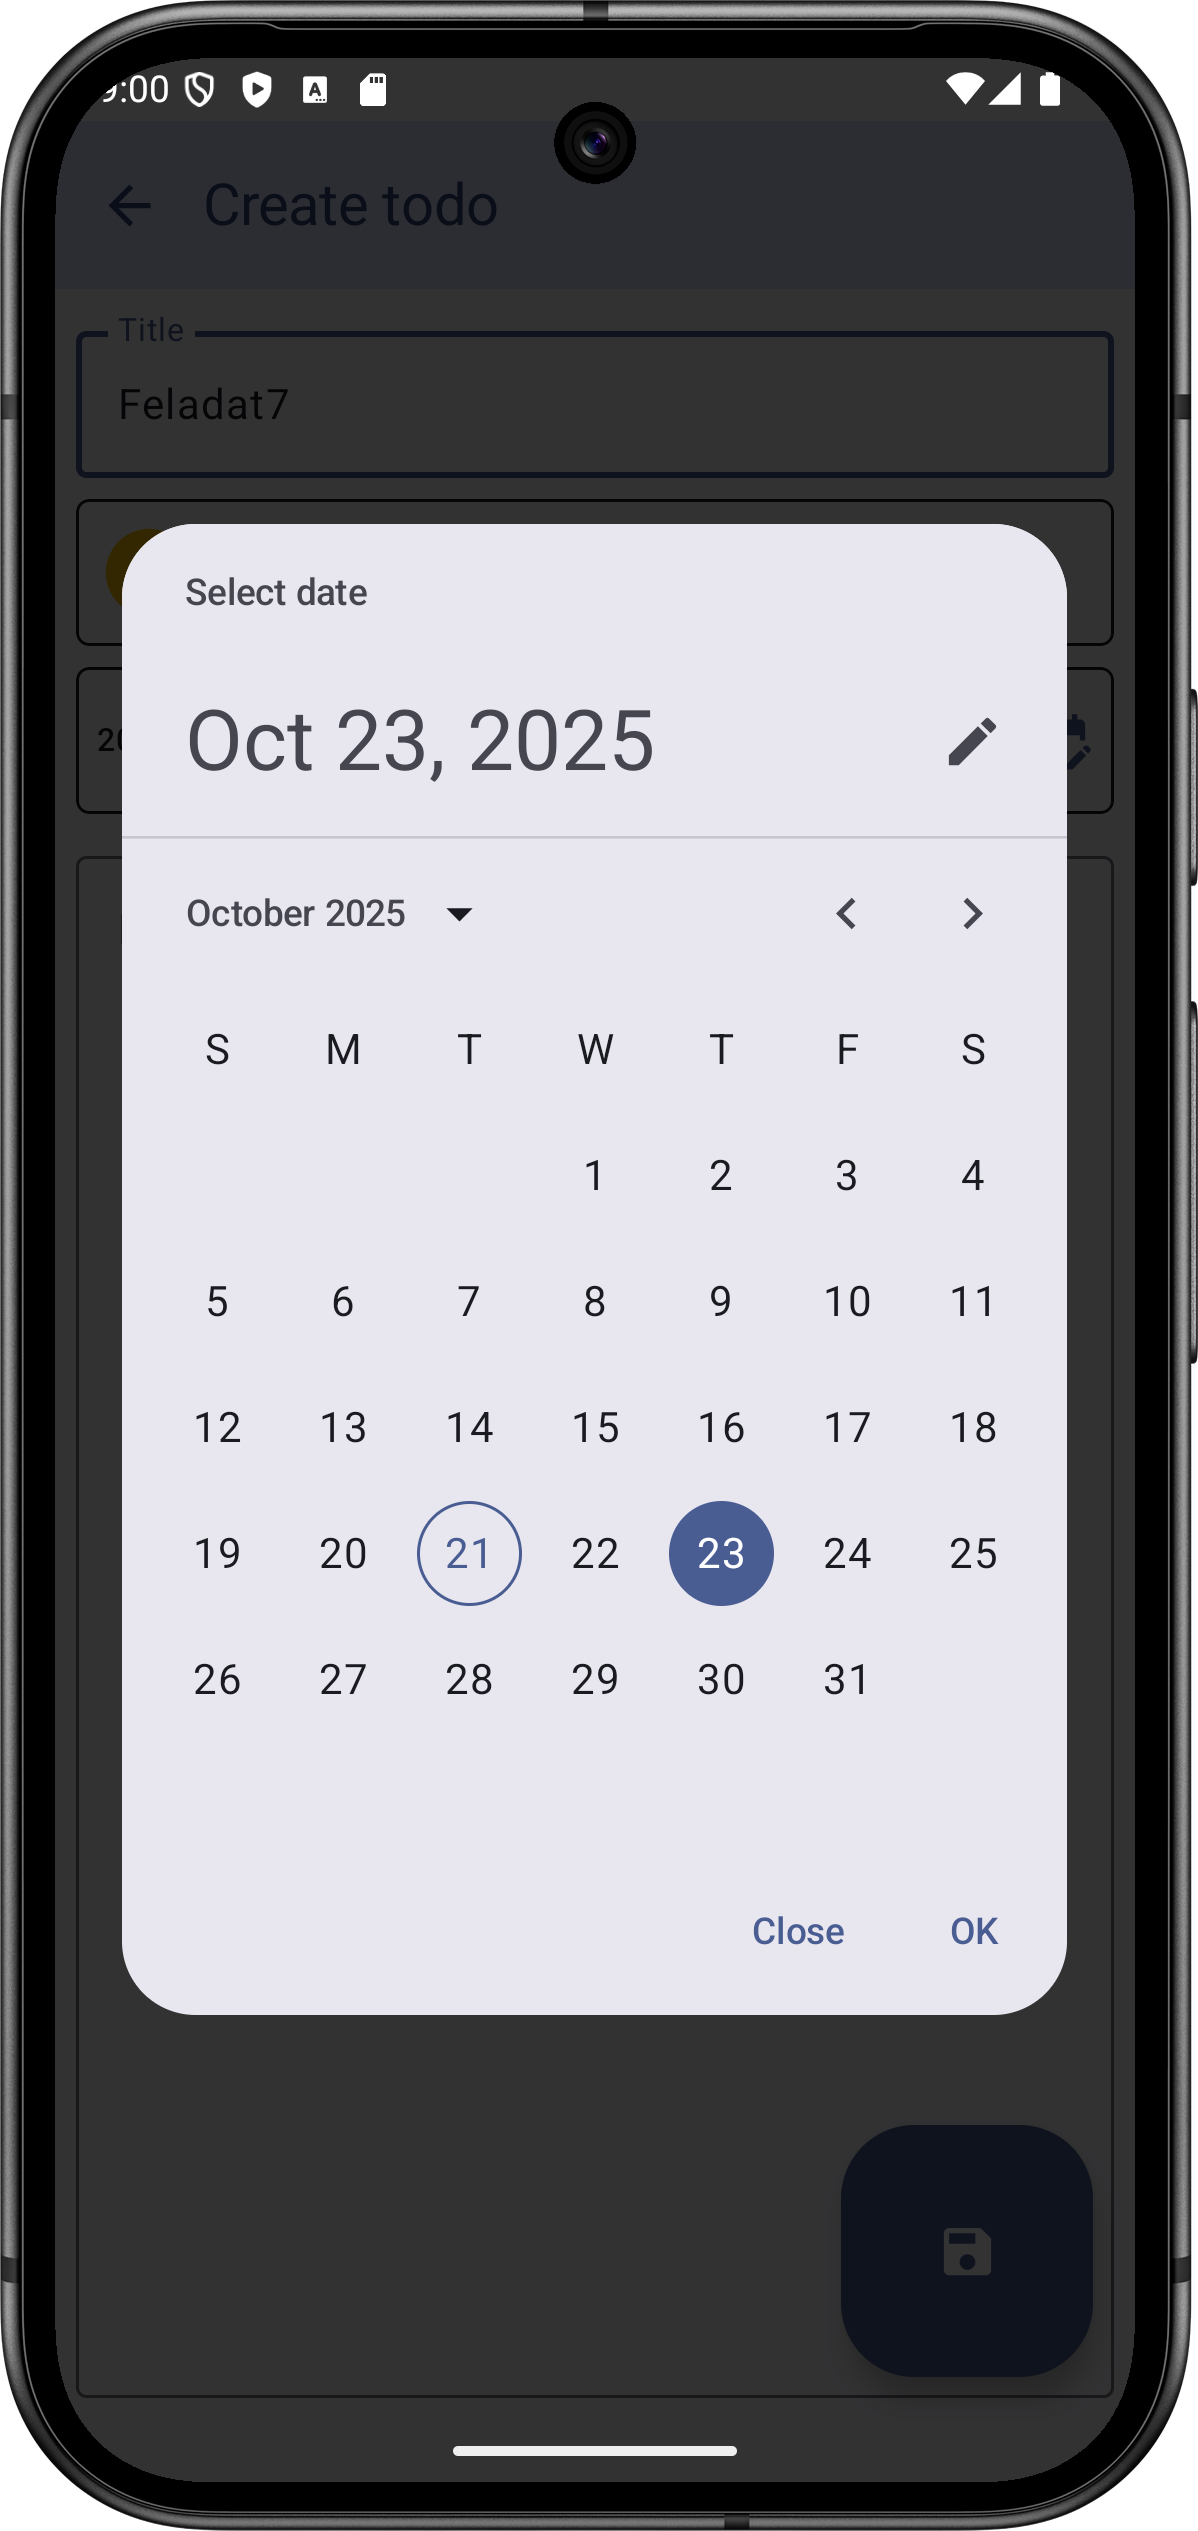 9:00
Create todo
Title
Feladat7
Select date
20
Oct 23, 2025
October 2025
S M T W T F S
1 2 3 4
5 6 7 8 9 10 11
12 13 14 15 16 17 18
19 20 21 22 23 24 25
26 27 28 29 30 31
Close OK